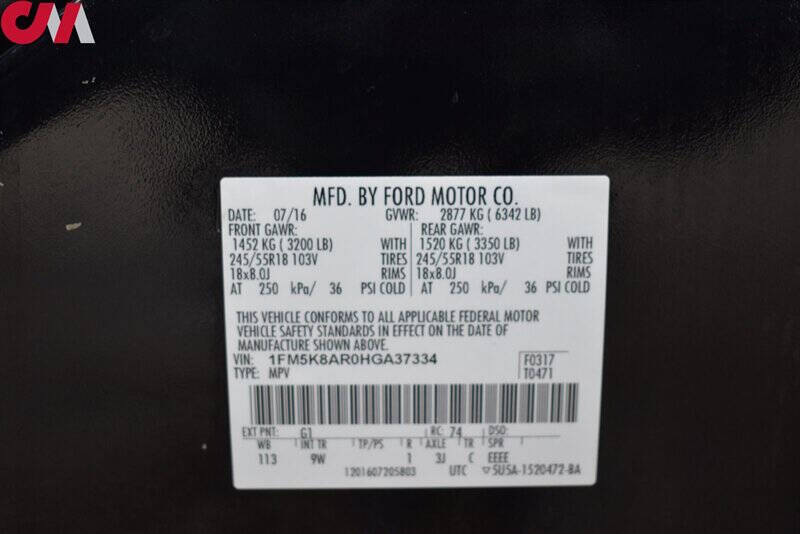 CM
MFD. BY FORD MOTOR CO.
DATE: 07/16 GVWR: 2877 KG ( 6342 LB)
FRONT GAWR: REAR GAWR:
1452 KG ( 3200 LB) WITH 1520 KG ( 3350 LB) WITH
245/55R18 103V TIRES 245/55R18 103V TIRES
18x8.0J RIMS 18x8.0J RIMS
AT 250 kPa/ 36 PSI COLD AT 250 kPa/ 36 PSI COLD
THIS VEHICLE CONFORMS TO ALL APPLICABLE FEDERAL MOTOR
VEHICLE SAFETY STANDARDS IN EFFECT ON THE DATE OF
MANUFACTURE SHOWN ABOVE.
VIN: 1FM5K8AR0HGA37334 F0317
TYPE: MPV T0471
EXT PNT: G1 RC: 74 DSO:
WB INT TR TP/PS R AXLE TR SPR
113 9W 1 3J C EEEE
1201607205803 UTC ▽5U5A-1520472-BA